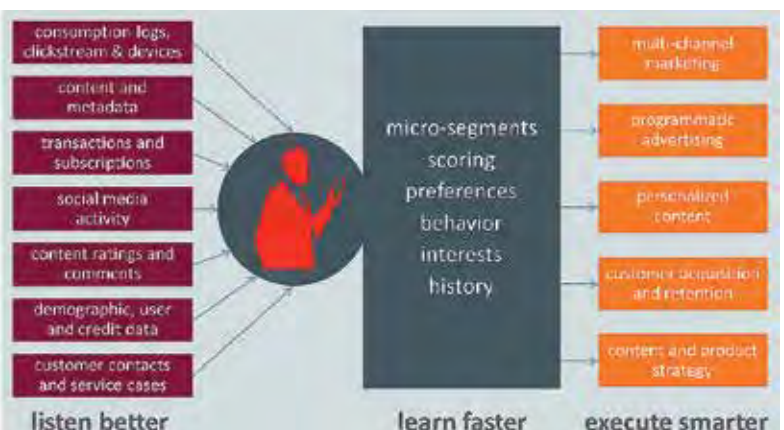 consumption logs,
clickstream & devices
content and
metadata
transactions and
subscriptions
social media
activity
content ratings and
comments
demographic, user
and credit data
customer contacts
and service cases
listen better
micro-segments
scoring
preferences
behavior
interests
history
learn faster
multi-channel
marketing
programmatic
advertising
personalized
content
customer acquisition
and retention
content and product
strategy
execute smarter